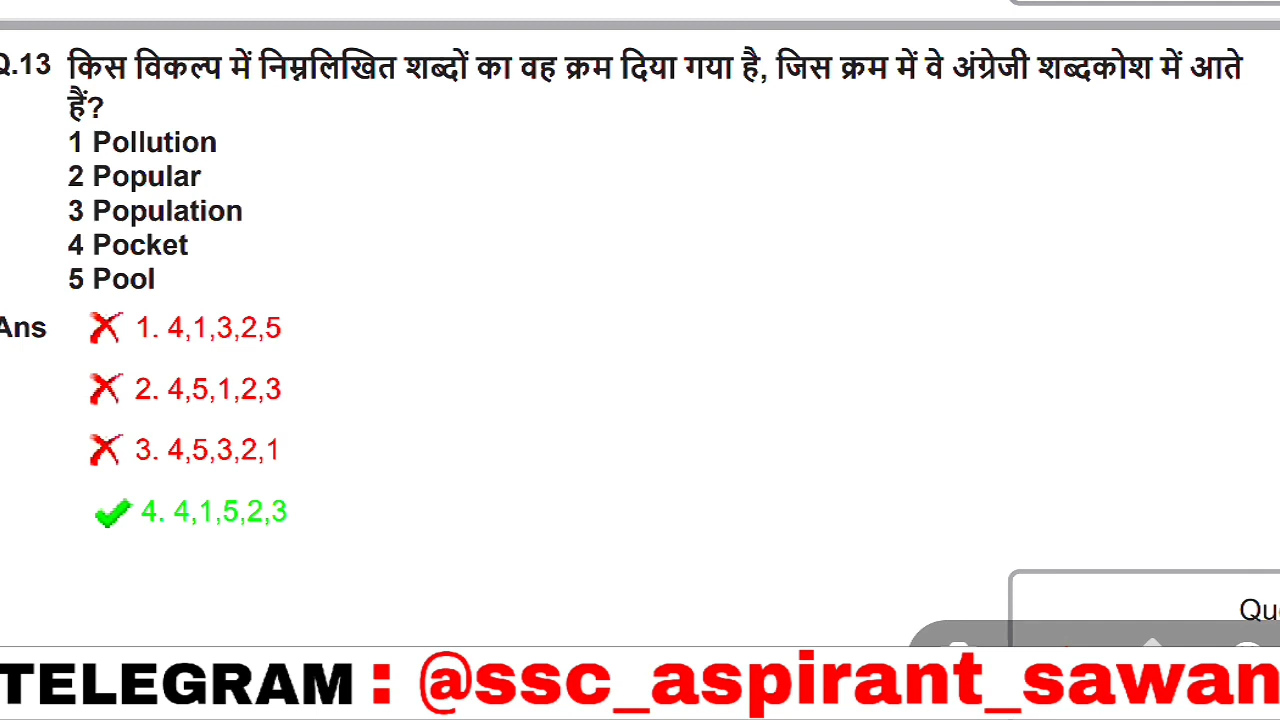 Q.13 किस विकल्प में निम्नलिखित शब्दों का वह क्रम दिया गया है, जिस क्रम में वे अंग्रेजी शब्दकोश में आते
हैं?
1 Pollution
2 Popular
3 Population
4 Pocket
5 Pool
Ans 1. 4,1,3,2,5
2. 4,5,1,2,3
3. 4,5,3,2,1
4. 4,1,5,2,3
TELEGRAM : @ssc_aspirant_sawan